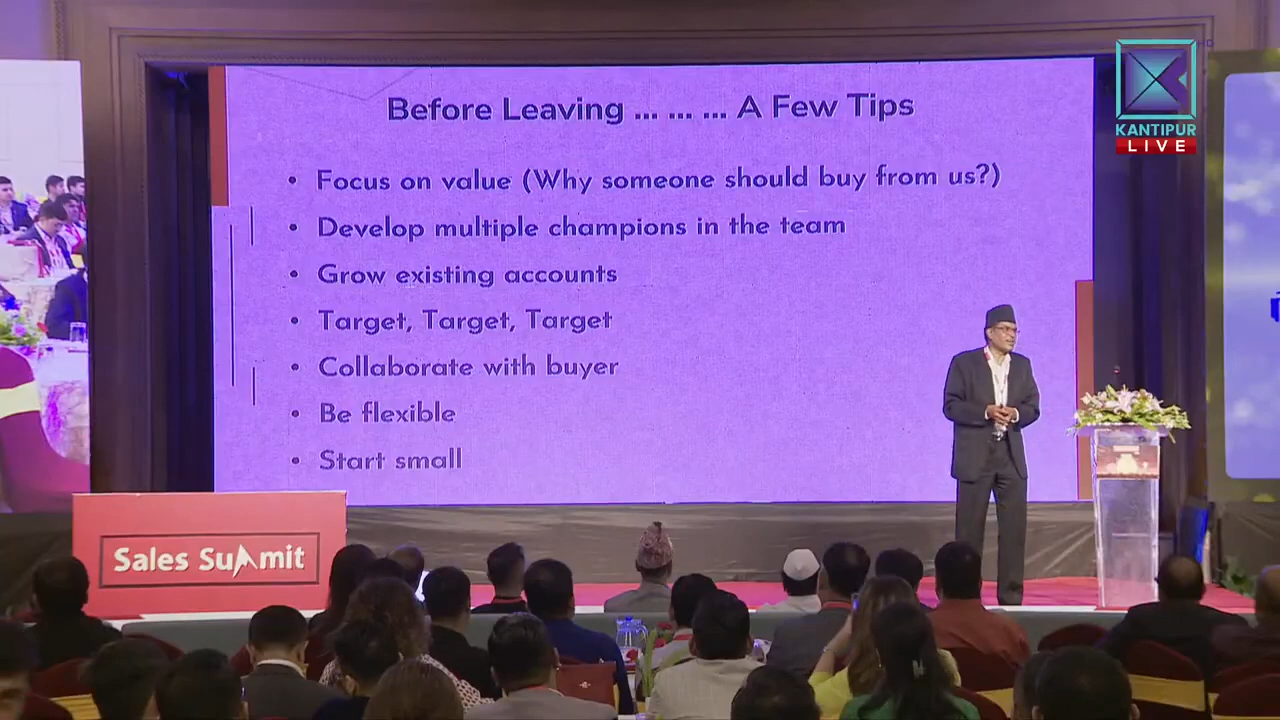 HD
KANTIPUR
LIVE
Before Leaving ... ... ... A Few Tips
• Focus on value (Why someone should buy from us?)
• Develop multiple champions in the team
• Grow existing accounts
• Target, Target, Target
• Collaborate with buyer
• Be flexible
• Start small
Sales Summit